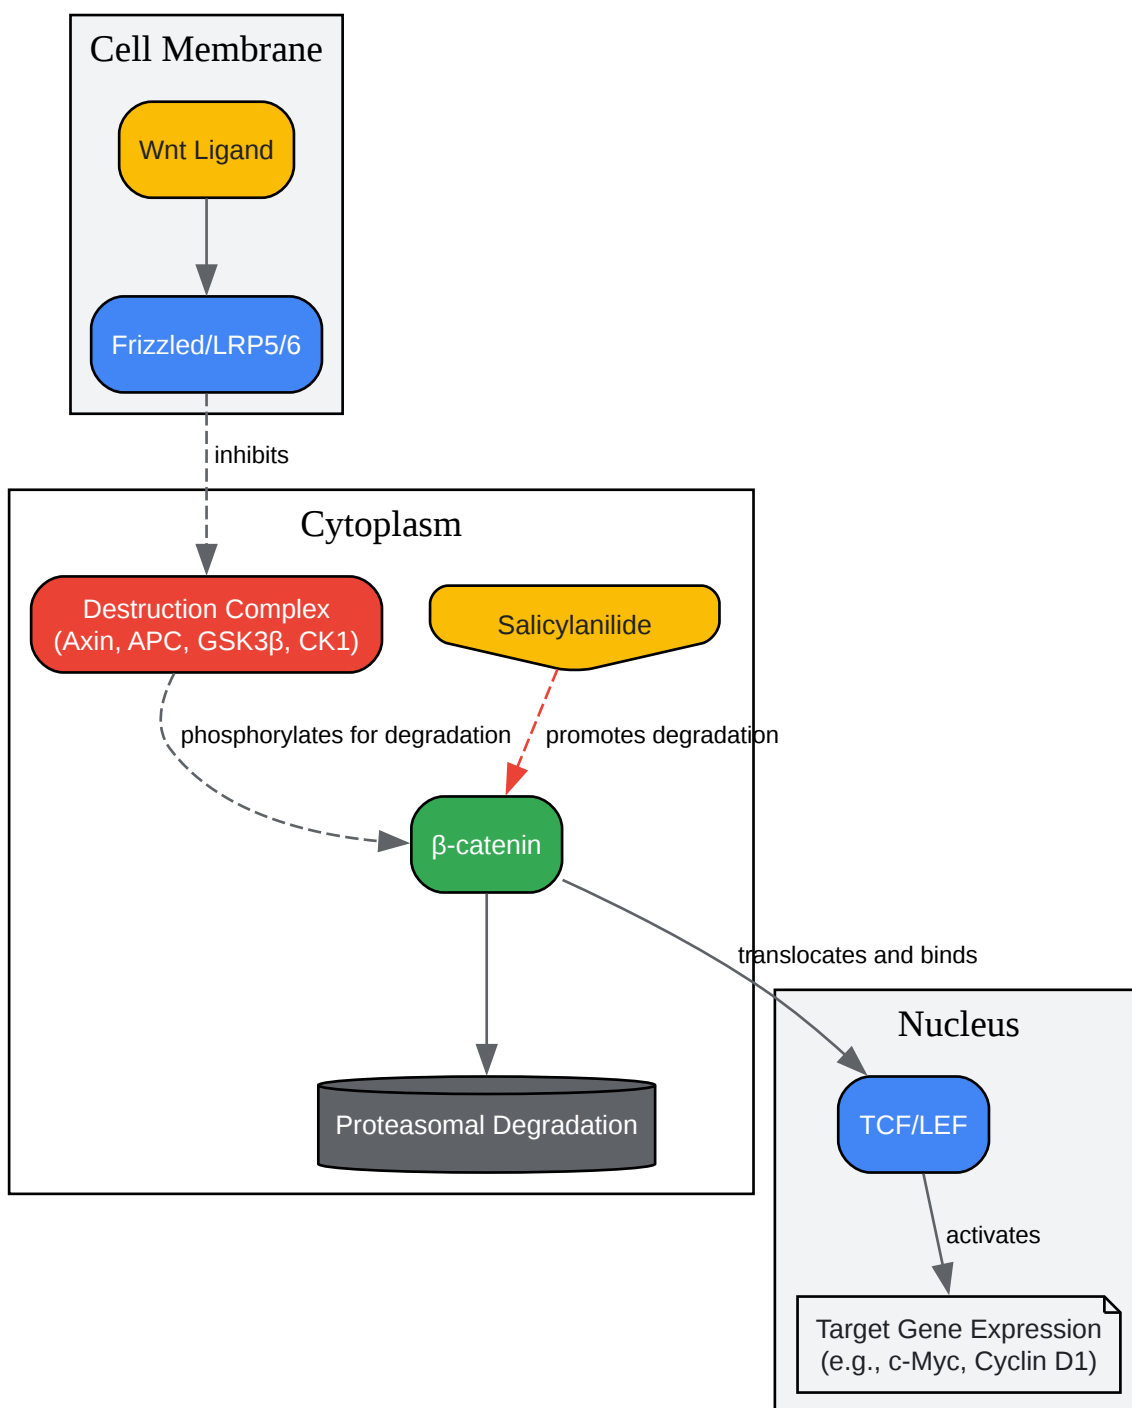 Cell Membrane
Wnt Ligand
Frizzled/LRP5/6
inhibits
Cytoplasm
Destruction Complex
(Axin, APC, GSK3β, CK1)
Salicylanilide
phosphorylates for degradation
promotes degradation
β-catenin
translocates and binds
Nucleus
Proteasomal Degradation
TCF/LEF
activates
Target Gene Expression
(e.g., c-Myc, Cyclin D1)